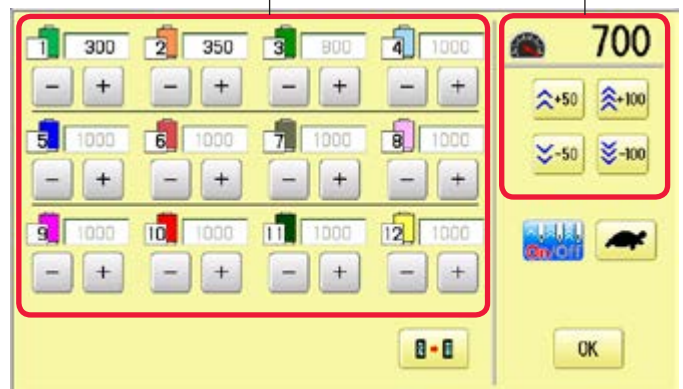 1 300 2 350 3 800 4 1000
700
- + - + - + - +
+50 +100
5 1000 6 1000 7 1000 8 1000
-50 -100
- + - + - + - +
9 1000 10 1000 11 1000 12 1000
On/Off
- + - + - + - +
OK